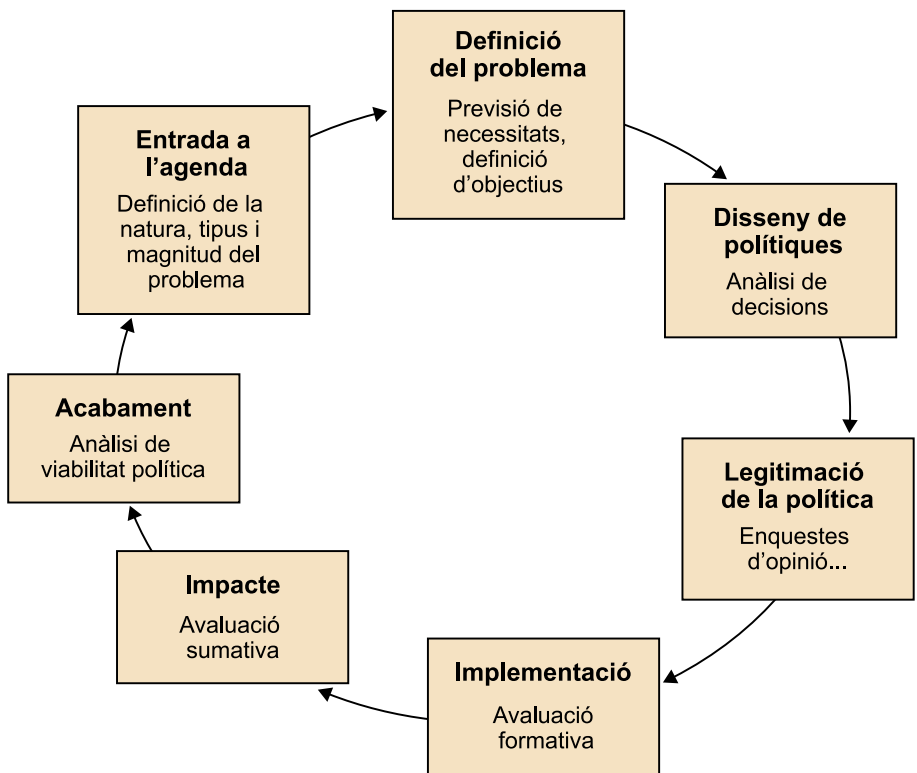 Definició
del problema
Previsió de
necessitats,
definició
d'objectius
Disseny de
polítiques
Anàlisi de
decisions
Legitimació
de la política
Enquestes
d'opinió...
Implementació
Avaluació
formativa
Impacte
Avaluació
sumativa
Acabament
Anàlisi de
viabilitat política
Entrada a
l'agenda
Definició de la
natura, tipus i
magnitud del
problema